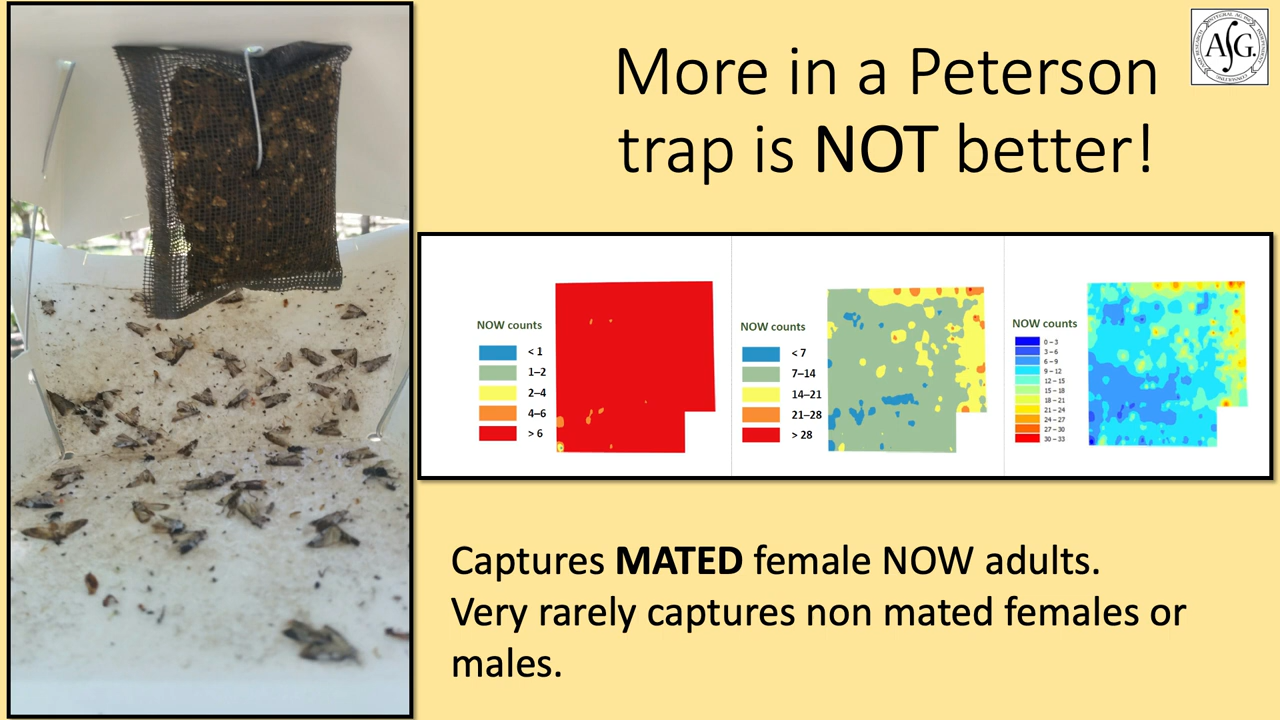 More in a Peterson
trap is NOT better!
ASG.
NOW counts
< 1
1–2
2–4
4–6
> 6
NOW counts
< 7
7–14
14–21
21–28
> 28
NOW counts
0 – 3
3 – 6
6 – 9
9 – 12
12 – 15
15 – 18
18 – 21
21 – 24
24 – 27
27 – 30
30 – 33
Captures MATED female NOW adults.
Very rarely captures non mated females or
males.